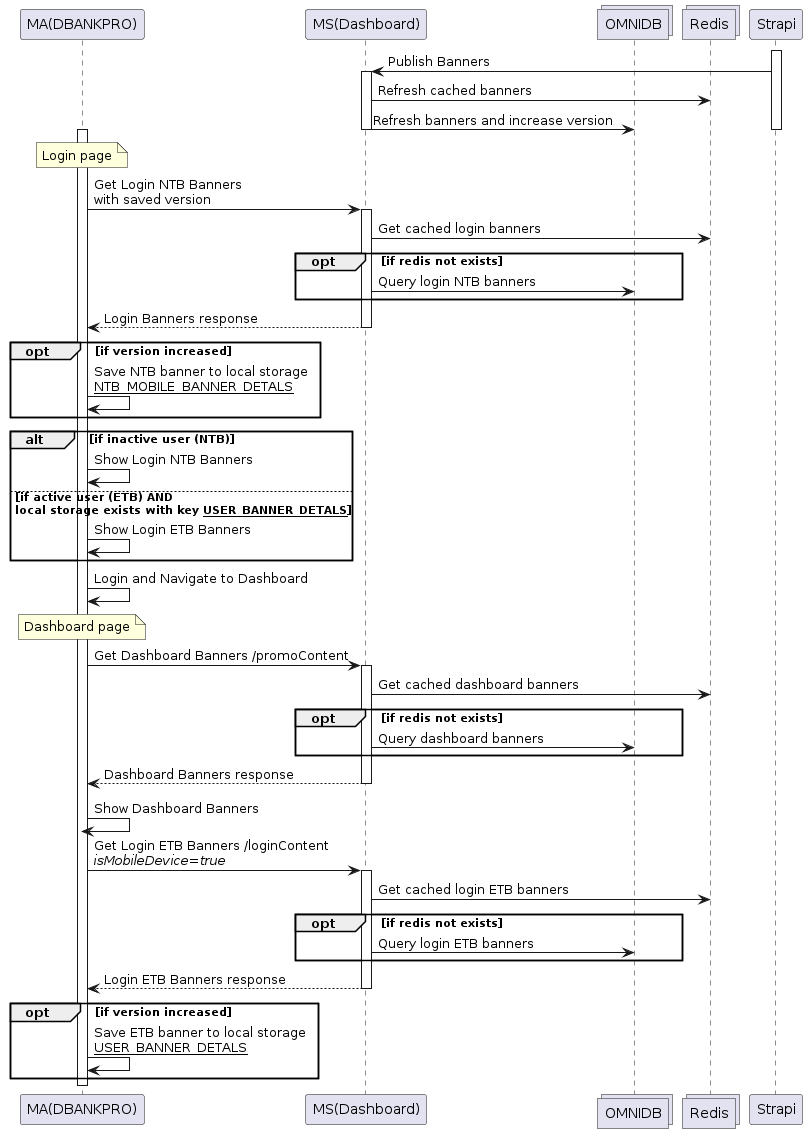 MA(DBANKPRO)
MS(Dashboard)
OMNIDB
Redis
Strapi
Publish Banners
Refresh cached banners
Refresh banners and increase version
Login page
Get Login NTB Banners
with saved version
Get cached login banners
opt
[if redis not exists]
Query login NTB banners
Login Banners response
opt
[if version increased]
Save NTB banner to local storage
NTB_MOBILE_BANNER_DETALS
alt
[if inactive user (NTB)]
Show Login NTB Banners
[if active user (ETB) AND
local storage exists with key USER_BANNER_DETALS]
Show Login ETB Banners
Login and Navigate to Dashboard
Dashboard page
Get Dashboard Banners /promoContent
Get cached dashboard banners
opt
[if redis not exists]
Query dashboard banners
Dashboard Banners response
Show Dashboard Banners
Get Login ETB Banners /loginContent
isMobileDevice=true
Get cached login ETB banners
opt
[if redis not exists]
Query login ETB banners
Login ETB Banners response
opt
[if version increased]
Save ETB banner to local storage
USER_BANNER_DETALS
MA(DBANKPRO)
MS(Dashboard)
OMNIDB
Redis
Strapi